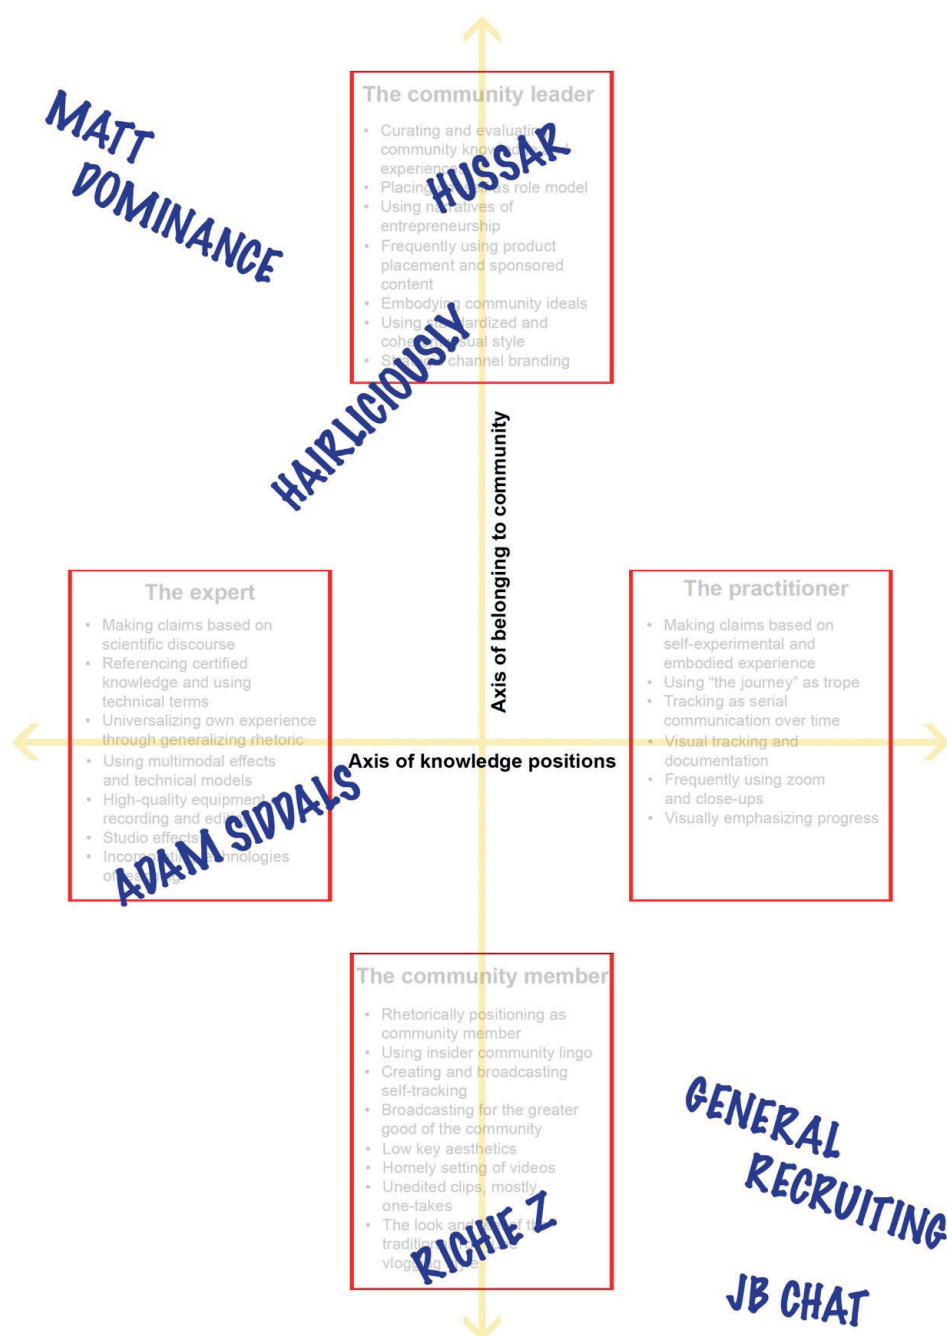 MATT
DOMINANCE
The community leader
• Curating and evaluating
community knowledge and
experiences
HUSSAR
• Placing as role model
• Using narratives of
entrepreneurship
• Frequently using product
placement and sponsored
content
• Embodying community ideals
• Using standardized and
coherent visual style
• Strategic channel branding
HAIRLICIOUSLY
Axis of belonging to community
The expert
• Making claims based on
scientific discourse
• Referencing certified
knowledge and using
technical terms
• Universalizing own experience
through generalizing rhetoric
• Using multimodal effects
and technical models
• High-quality equipment
recording and editing
• Studio effects
• Incorporating technologies
of
ADAM SIDDALS
The practitioner
• Making claims based on
self-experimental and
embodied experience
• Using “the journey” as trope
• Tracking as serial
communication over time
• Visual tracking and
documentation
• Frequently using zoom
and close-ups
• Visually emphasizing progress
Axis of knowledge positions
The community member
• Rhetorically positioning as
community member
• Using insider community lingo
• Creating and broadcasting
self-tracking
• Broadcasting for the greater
good of the community
• Low key aesthetics
• Homely setting of videos
• Unedited clips, mostly
one-takes
• The look and feel of the
traditional
vlogging style
RICHIE Z
GENERAL
RECRUITING
JB CHAT